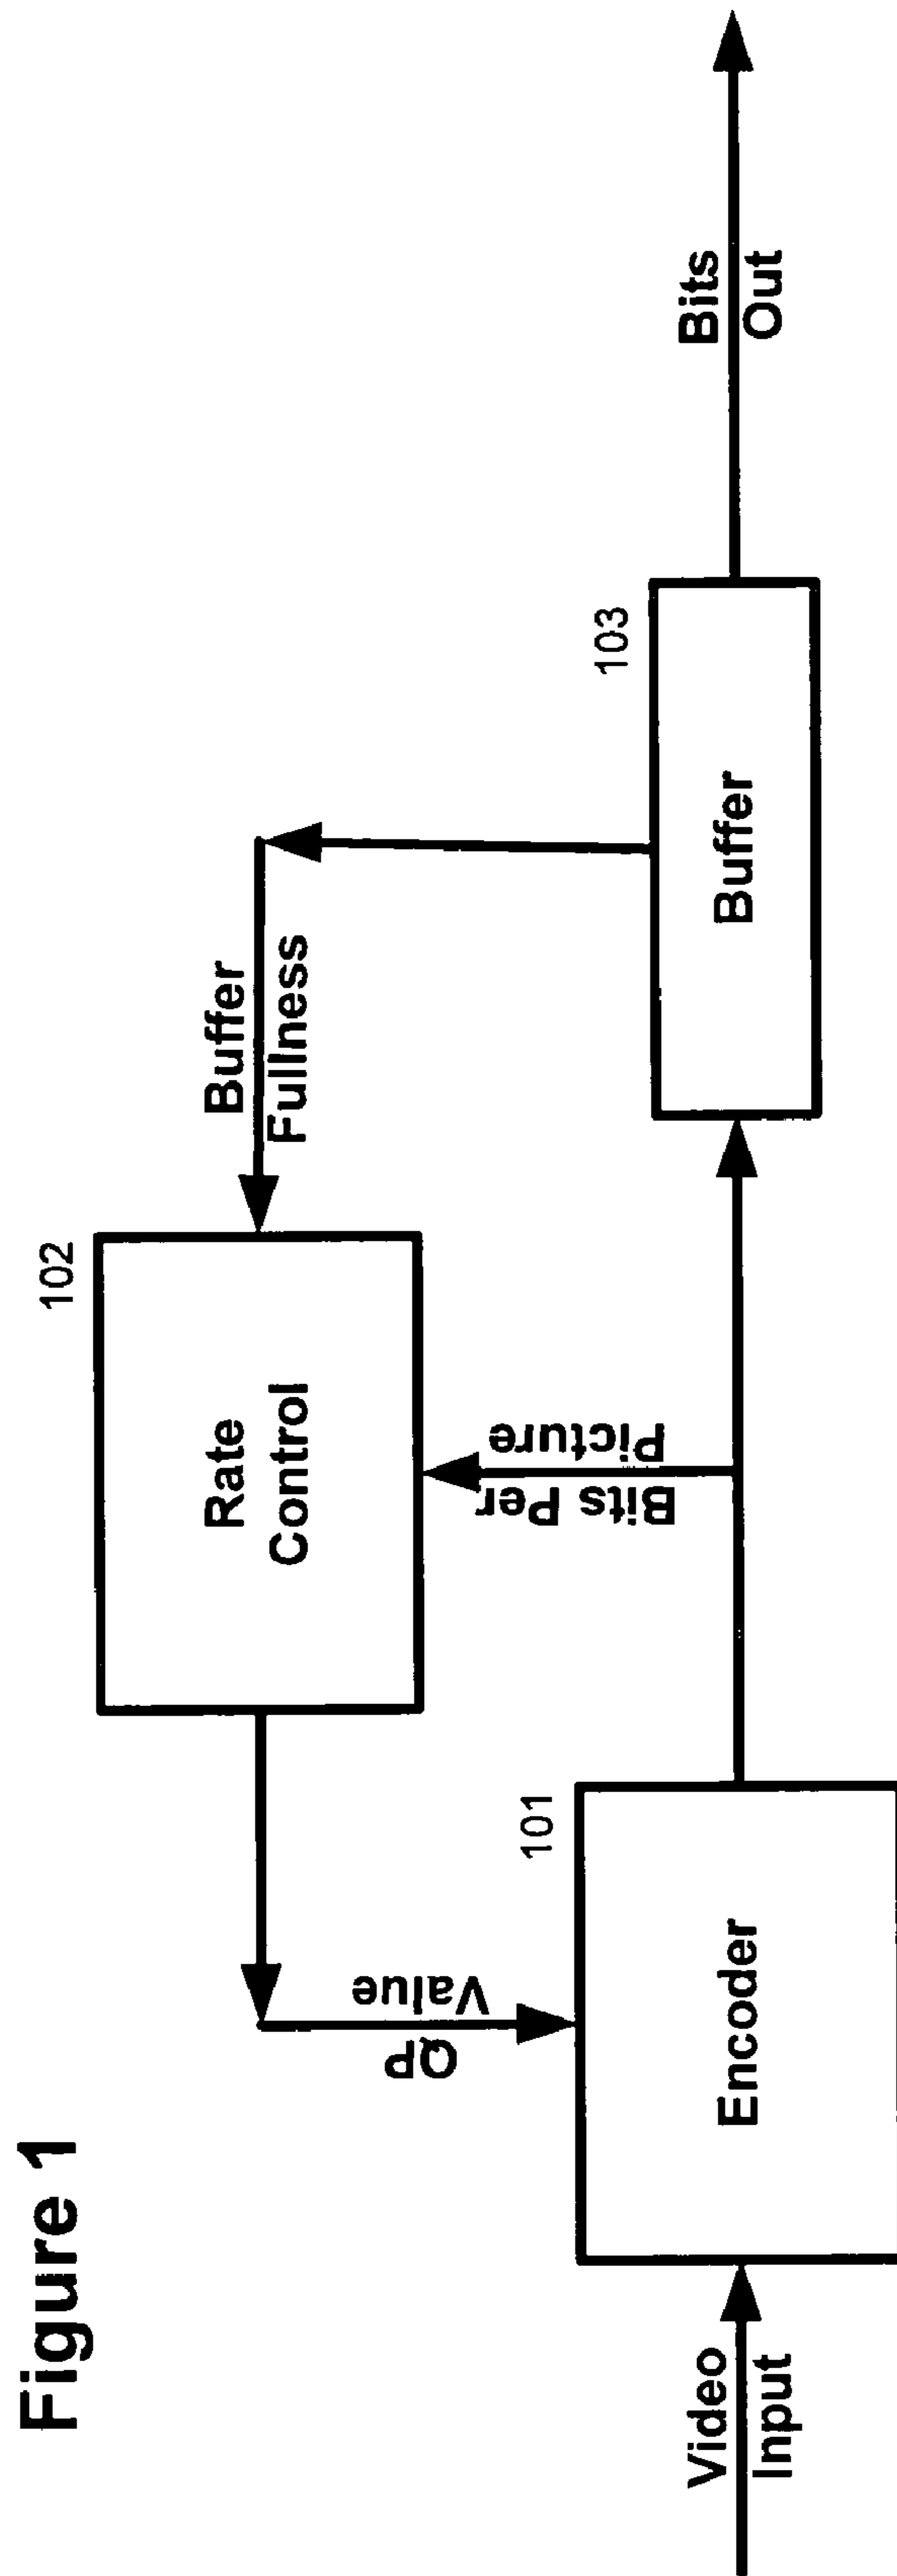 Figure 1
Video
Input
Encoder
101
QP
Value
Rate
Control
102
Bits Per
Picture
Buffer
Fullness
Buffer
103
Bits
Out